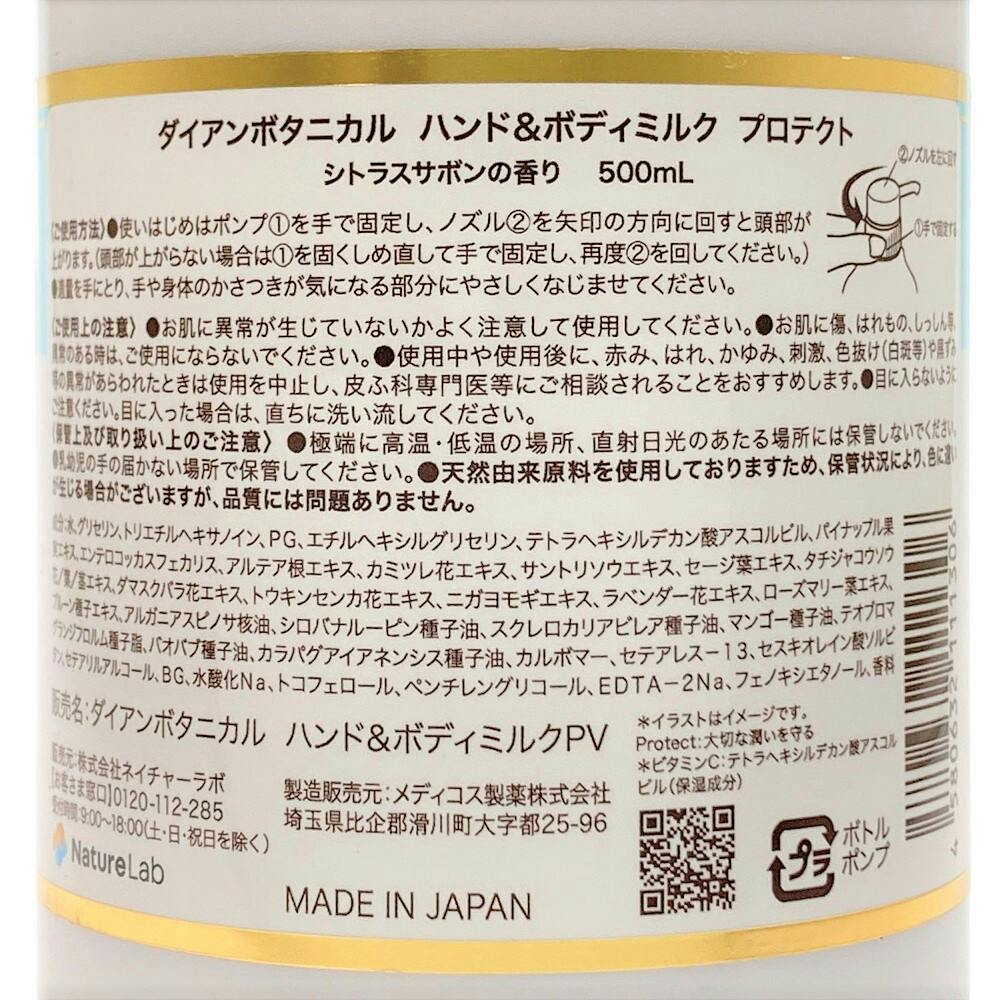 ダイアンボタニカル ハンド&ボディミルク プロテクト
シトラスサボンの香り 500mL
②ノズルを左に回す
①手で固定する
〈ご使用方法〉●使いはじめはポンプ①を手で固定し、ノズル②を矢印の方向に回すと頭部が
上がります。(頭部が上がらない場合は①を固くしめ直して手で固定し、再度②を回してください。)
●適量を手にとり、手や身体のかさつきが気になる部分にやさしくなじませてください。
〈ご使用上の注意〉●お肌に異常が生じていないかよく注意して使用してください。●お肌に傷、はれもの、しっしん等、
異常のある時は、ご使用にならないでください。●使用中や使用後に、赤み、はれ、かゆみ、刺激、色抜け(白斑等)や黒ずみ
等の異常があらわれたときは使用を中止し、皮ふ科専門医等にご相談されることをおすすめします。●目に入らないように
ご注意ください。目に入った場合は、直ちに洗い流してください。
〈保管上及び取り扱い上のご注意〉●極端に高温・低温の場所、直射日光のあたる場所には保管しないでください。
●乳幼児の手の届かない場所で保管してください。●天然由来原料を使用しておりますため、保管状況により、色に違い
が生じる場合がございますが、品質には問題ありません。
成分:水、グリセリン、トリエチルヘキサノイン、PG、エチルヘキシルグリセリン、テトラヘキシルデカン酸アスコルビル、パイナップル果
実エキス、エンテロコッカスフェカリス、アルテア根エキス、カミツレ花エキス、サントリソウエキス、セージ葉エキス、タチジャコウソウ
花/葉/茎エキス、ダマスクバラ花エキス、トウキンセンカ花エキス、ニガヨモギエキス、ラベンダー花エキス、ローズマリー葉エキス、
プルーン種子エキス、アルガニアスピノサ核油、シロバナルーピン種子油、スクレロカリアビレア種子油、マンゴー種子油、テオブロマ
グランジフロルム種子脂、バオバブ種子油、カラパグアイアネンシス種子油、カルボマー、セテアレス-13、セスキオレイン酸ソルビ
タン、セテアリルアルコール、BG、水酸化Na、トコフェロール、ペンチレングリコール、EDTA-2Na、フェノキシエタノール、香料
販売名:ダイアンボタニカル ハンド&ボディミルクPV
販売元:株式会社ネイチャーラボ
【お客さま窓口】0120-112-285
受付時間:9:00~18:00(土・日・祝日を除く)
NatureLab
製造販売元:メディコス製薬株式会社
埼玉県比企郡滑川町大字都25-96
MADE IN JAPAN
*イラストはイメージです。
Protect:大切な潤いを守る
*ビタミンC:テトラヘキシルデカン酸アスコル
ビル(保湿成分)
プラ
ボトル
ポンプ